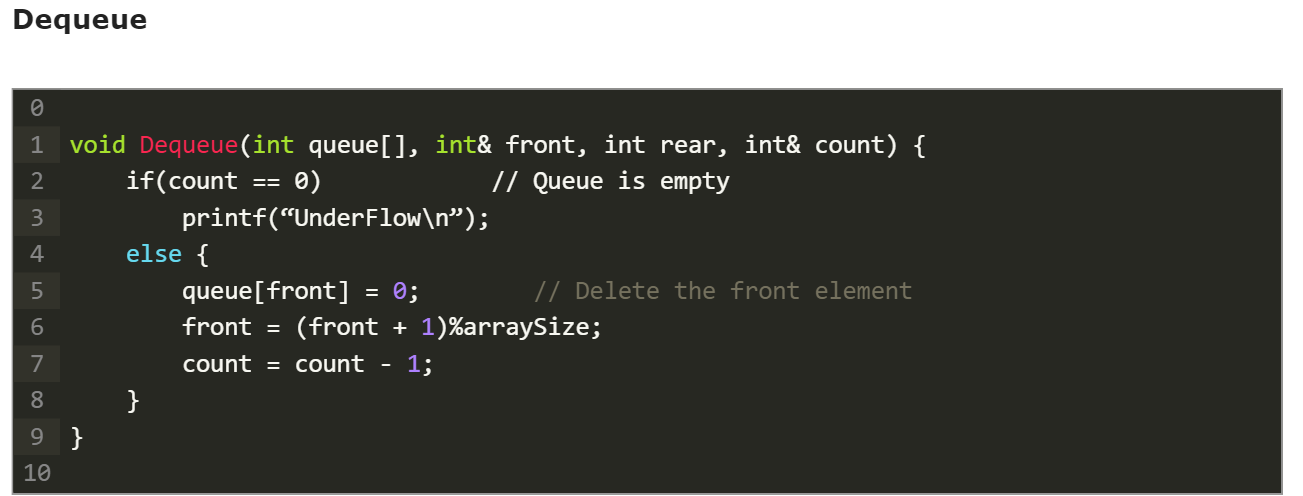 Dequeue
0
1 void Dequeue(int queue[], int& front, int rear, int& count) {
2     if(count == 0)            // Queue is empty
3         printf(“UnderFlow\n”);
4     else {
5         queue[front] = 0;        // Delete the front element
6         front = (front + 1)%arraySize;
7         count = count - 1;
8     }
9 }
10